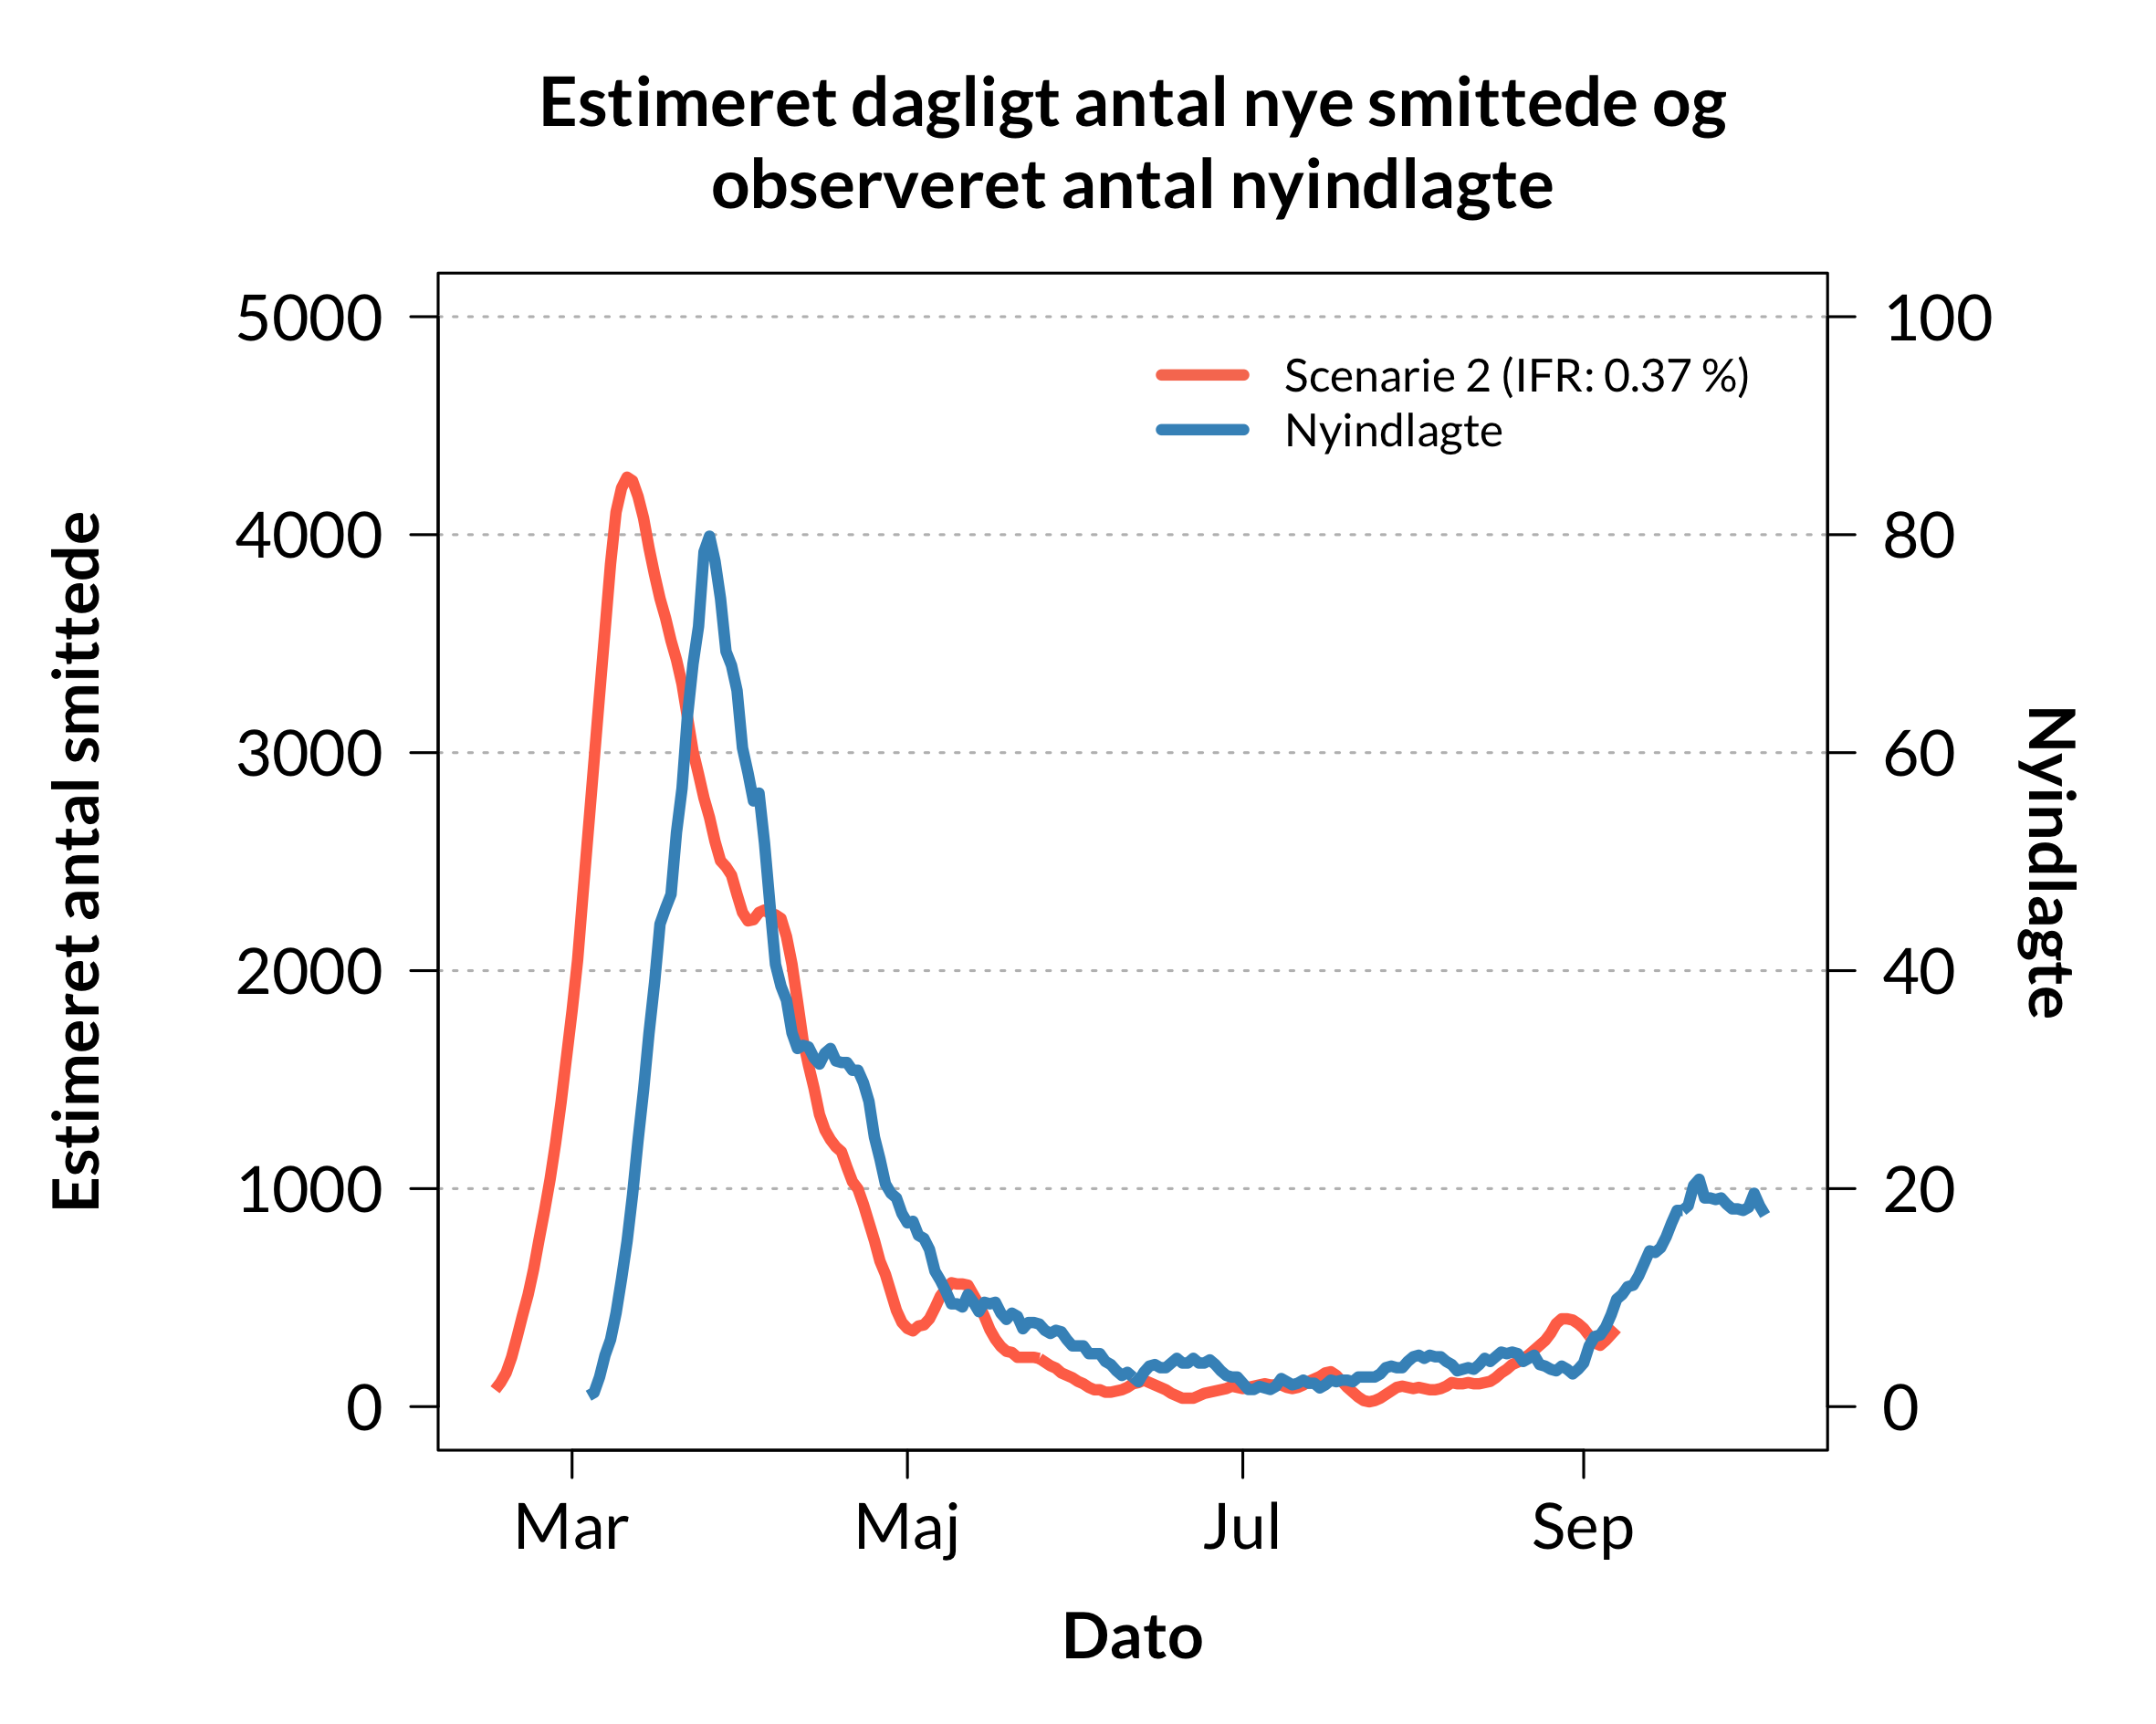 Estimeret dagligt antal nye smittede og
observeret antal nyindlagte
Scenarie 2 (IFR: 0.37 %)
Nyindlagte
Estimeret antal smittede
5000
4000
3000
2000
1000
0
100
80
60
40
20
0
Nyindlagte
Mar
Maj
Jul
Sep
Dato